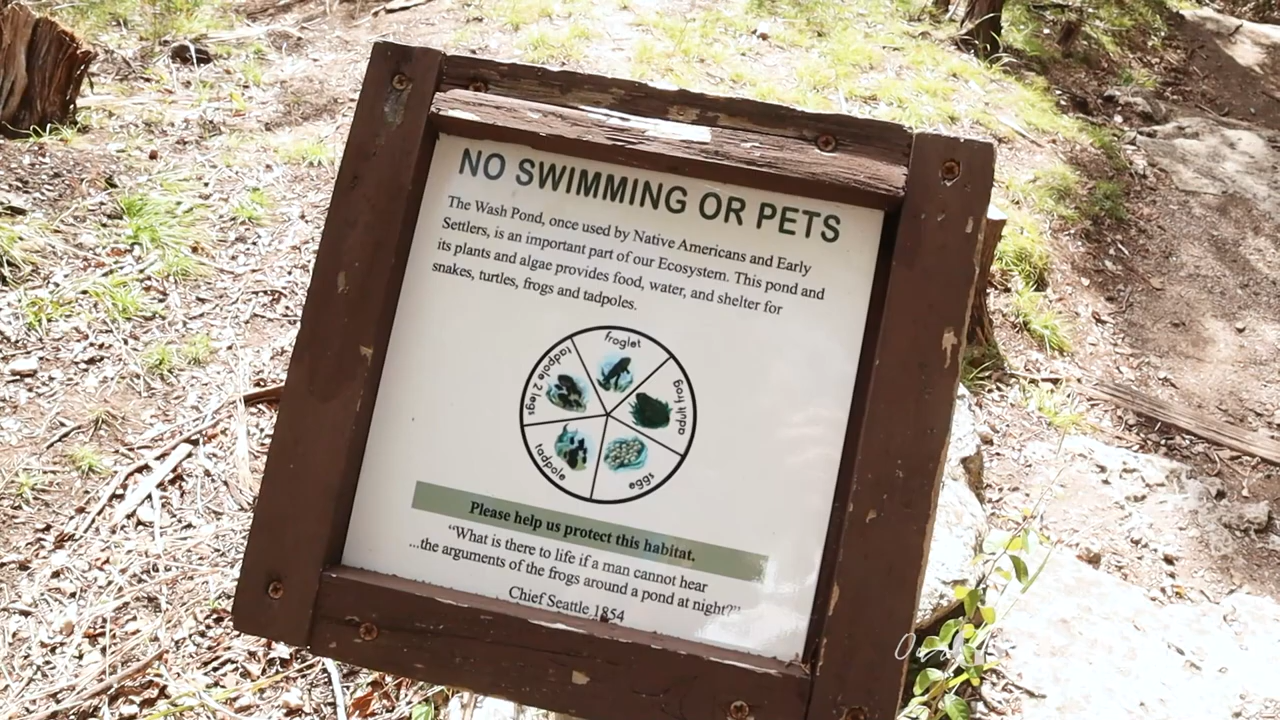 NO SWIMMING OR PETS
The Wash Pond, once used by Native Americans and Early
Settlers, is an important part of our Ecosystem. This pond and
its plants and algae provides food, water, and shelter for
snakes, turtles, frogs and tadpoles.
froglet
tadpole 2 legs
adult frog
tadpole
eggs
Please help us protect this habitat.
“What is there to life if a man cannot hear
...the arguments of the frogs around a pond at night?”
Chief Seattle 1854